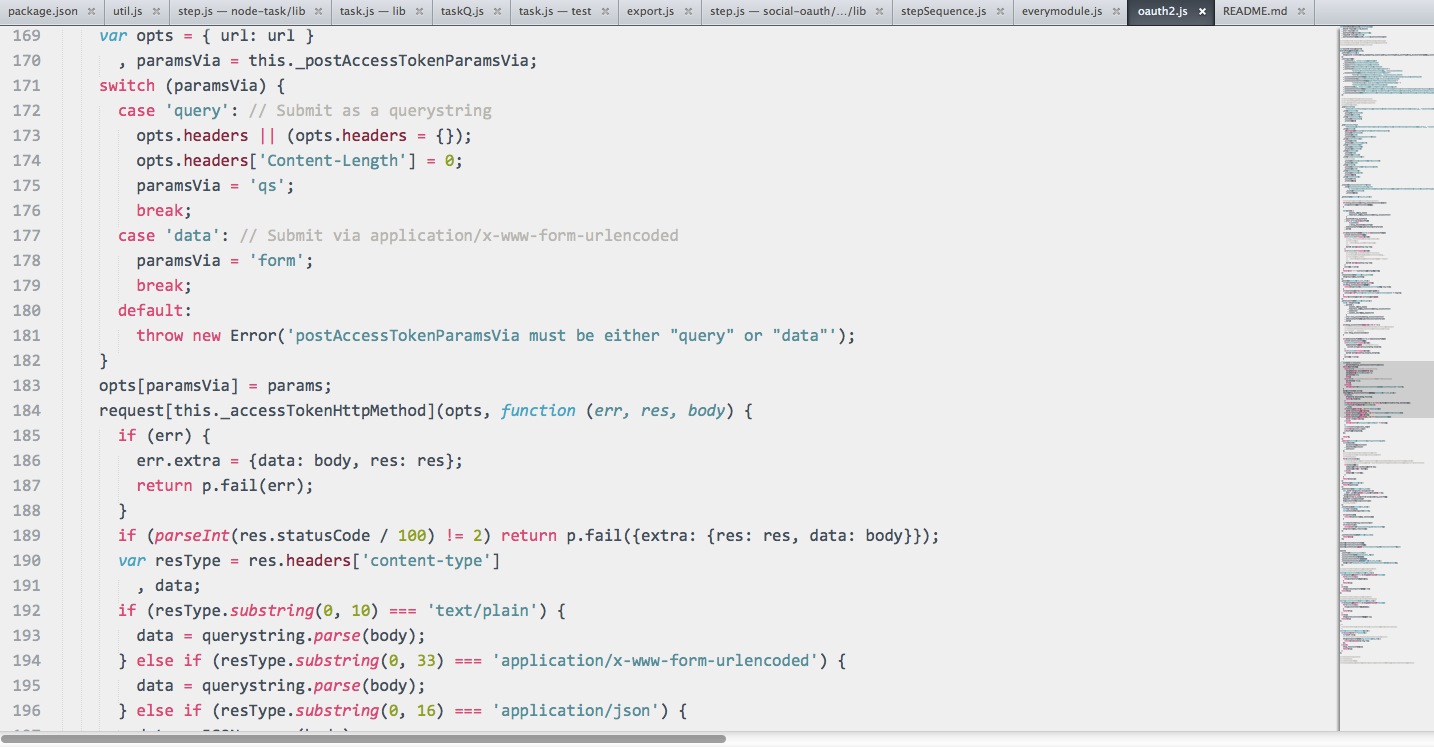 package.json × util.js × step.js — node-task/lib × task.js — lib × taskQ.js × task.js — test × export.js × step.js — social-oauth/.../lib × stepSequence.js × everymodule.js × oauth2.js × README.md ×
169 var opts = { url: url }
170 , paramsVia = this._postAccessTokenParamsVia;
171 switch (paramsVia) {
172 case 'query': // Submit as a querystring
173 opts.headers || (opts.headers = {});
174 opts.headers['Content-Length'] = 0;
175 paramsVia = 'qs';
176 break;
177 case 'data': // Submit via application/x-www-form-urlencoded
178 paramsVia = 'form';
179 break;
180 default:
181 throw new Error('postAccessTokenParamsVia must be either "query" or "data"');
182 }
183 opts[paramsVia] = params;
184 request[this._accessTokenHttpMethod](opts, function (err, res, body) {
185 if (err) {
186 err.extra = {data: body, res: res};
187 return p.fail(err);
188 }
189 if (parseInt(res.statusCode / 100) != 2) return p.fail({extra: {res: res, data: body}});
190 var resType = res.headers['content-type']
191 , data;
192 if (resType.substring(0, 10) === 'text/plain') {
193 data = querystring.parse(body);
194 } else if (resType.substring(0, 33) === 'application/x-www-form-urlencoded') {
195 data = querystring.parse(body);
196 } else if (resType.substring(0, 16) === 'application/json') {